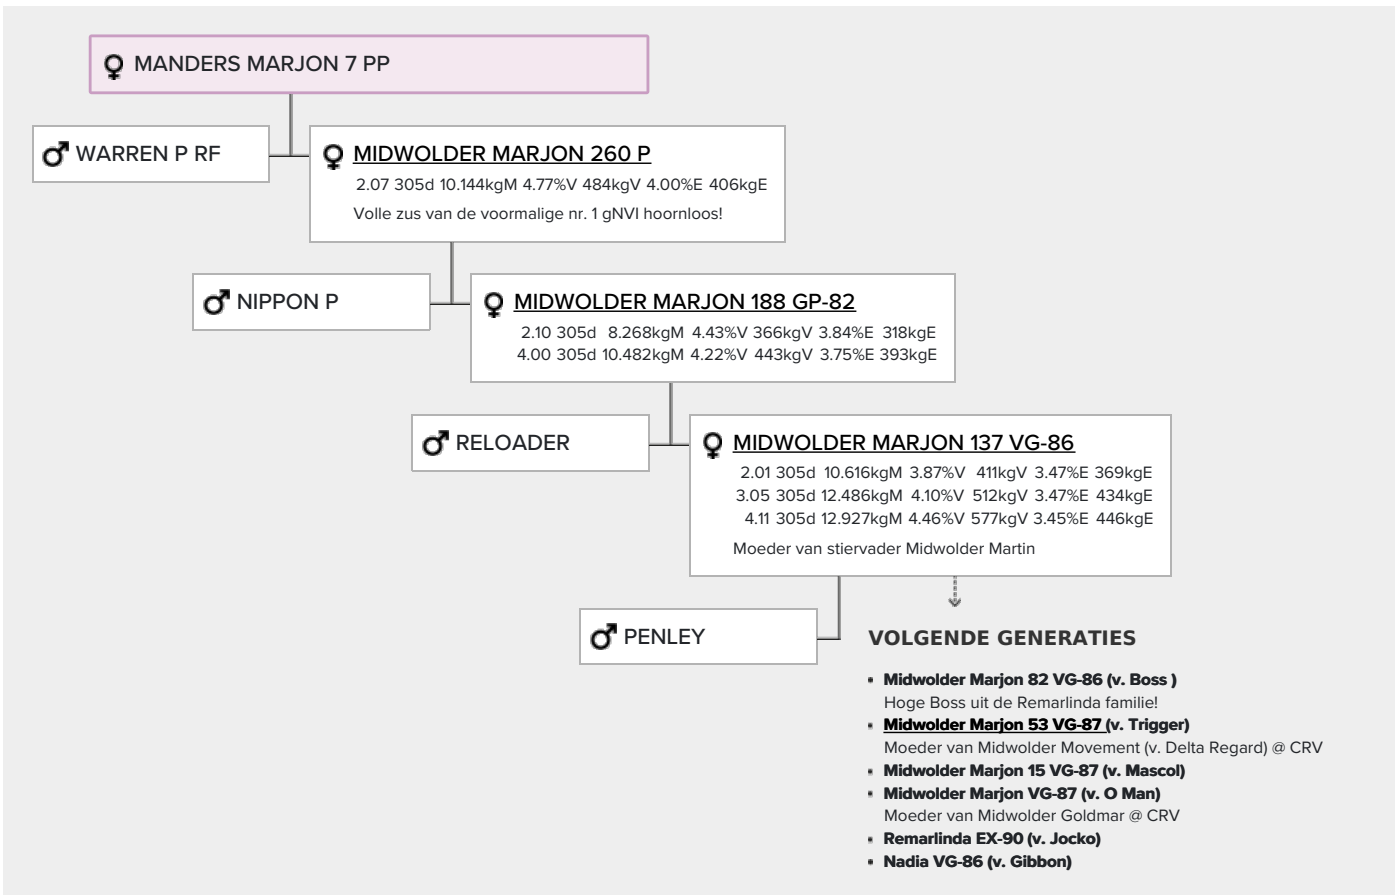 MANDERS MARJON 7 PP
WARREN P RF
MIDWOLDER MARJON 260 P
2.07 305d 10.144kgM 4.77%V 484kgV 4.00%E 406kgE
Volle zus van de voormalige nr. 1 gNVI hoornloos!
NIPPON P
MIDWOLDER MARJON 188 GP-82
2.10 305d 8.268kgM 4.43%V 366kgV 3.84%E 318kgE
4.00 305d 10.482kgM 4.22%V 443kgV 3.75%E 393kgE
RELOADER
MIDWOLDER MARJON 137 VG-86
2.01 305d 10.616kgM 3.87%V 411kgV 3.47%E 369kgE
3.05 305d 12.486kgM 4.10%V 512kgV 3.47%E 434kgE
4.11 305d 12.927kgM 4.46%V 577kgV 3.45%E 446kgE
Moeder van stiervader Midwolder Martin
PENLEY
VOLGENDE GENERATIES
Midwolder Marjon 82 VG-86 (v. Boss )
Hoge Boss uit de Remarlinda familie!
Midwolder Marjon 53 VG-87 (v. Trigger)
Moeder van Midwolder Movement (v. Delta Regard) @ CRV
Midwolder Marjon 15 VG-87 (v. Mascol)
Midwolder Marjon VG-87 (v. O Man)
Moeder van Midwolder Goldmar @ CRV
Remarlinda EX-90 (v. Jocko)
Nadia VG-86 (v. Gibbon)